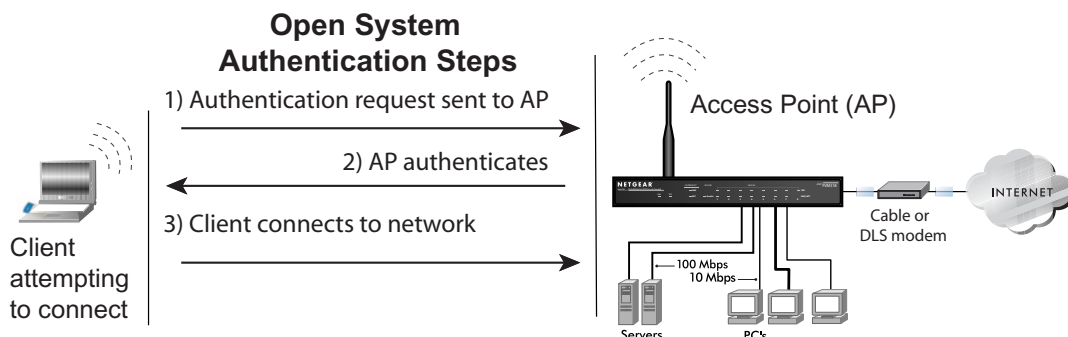 Open System
Authentication Steps
1) Authentication request sent to AP
2) AP authenticates
3) Client connects to network
Client
attempting
to connect
Access Point (AP)
NETGEAR
INTERNET
Cable or
DLS modem
100 Mbps
10 Mbps
Servers
PC's